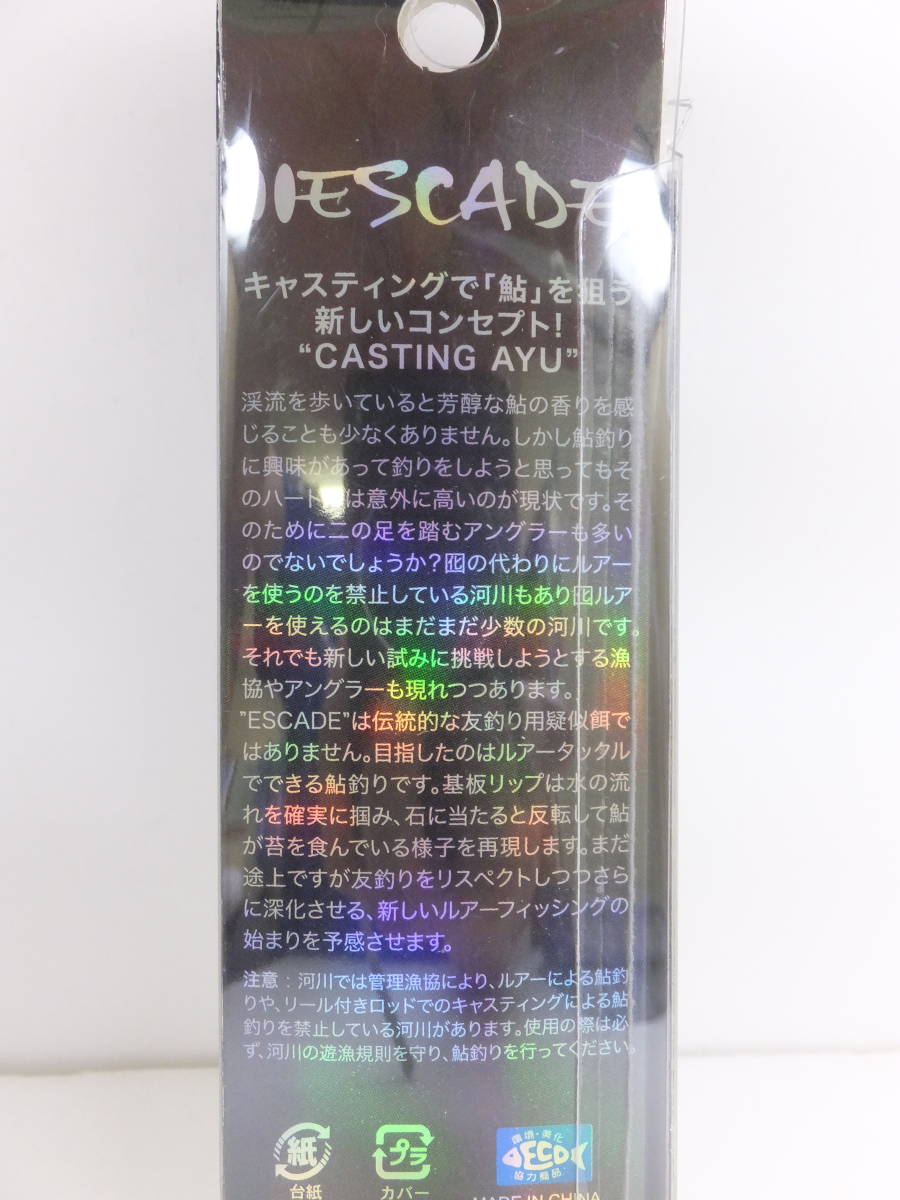 ESCADE
キャスティングで「鮎」を狙う
新しいコンセプト!
“CASTING AYU”
渓流を歩いていると芳醇な鮎の香りを感
じることも少なくありません。しかし鮎釣り
に興味があって釣りをしようと思ってもそ
のハードルは意外に高いのが現状です。そ
のために二の足を踏むアングラーも多い
のでないでしょうか?囮の代わりにルアー
を使うのを禁止している河川もあり囮ルア
ーを使えるのはまだまだ少数の河川です。
それでも新しい試みに挑戦しようとする漁
協やアングラーも現れつつあります。
"ESCADE"は伝統的な友釣り用疑似餌で
はありません。目指したのはルアータックル
でできる鮎釣りです。基板リップは水の流
れを確実に掴み、石に当たると反転して鮎
が苔を食んでいる様子を再現します。まだ
途上ですが友釣りをリスペクトしつつさら
に深化させる、新しいルアーフィッシングの
始まりを予感させます。
注意:河川では管理漁協により、ルアーによる鮎釣
りや、リール付きロッドでのキャスティングによる鮎
釣りを禁止している河川があります。使用の際は必
ず、河川の遊漁規則を守り、鮎釣りを行ってください。
紙
台紙
プラ
カバー
環境・美化
ECO
協力商品
MADE IN CHINA